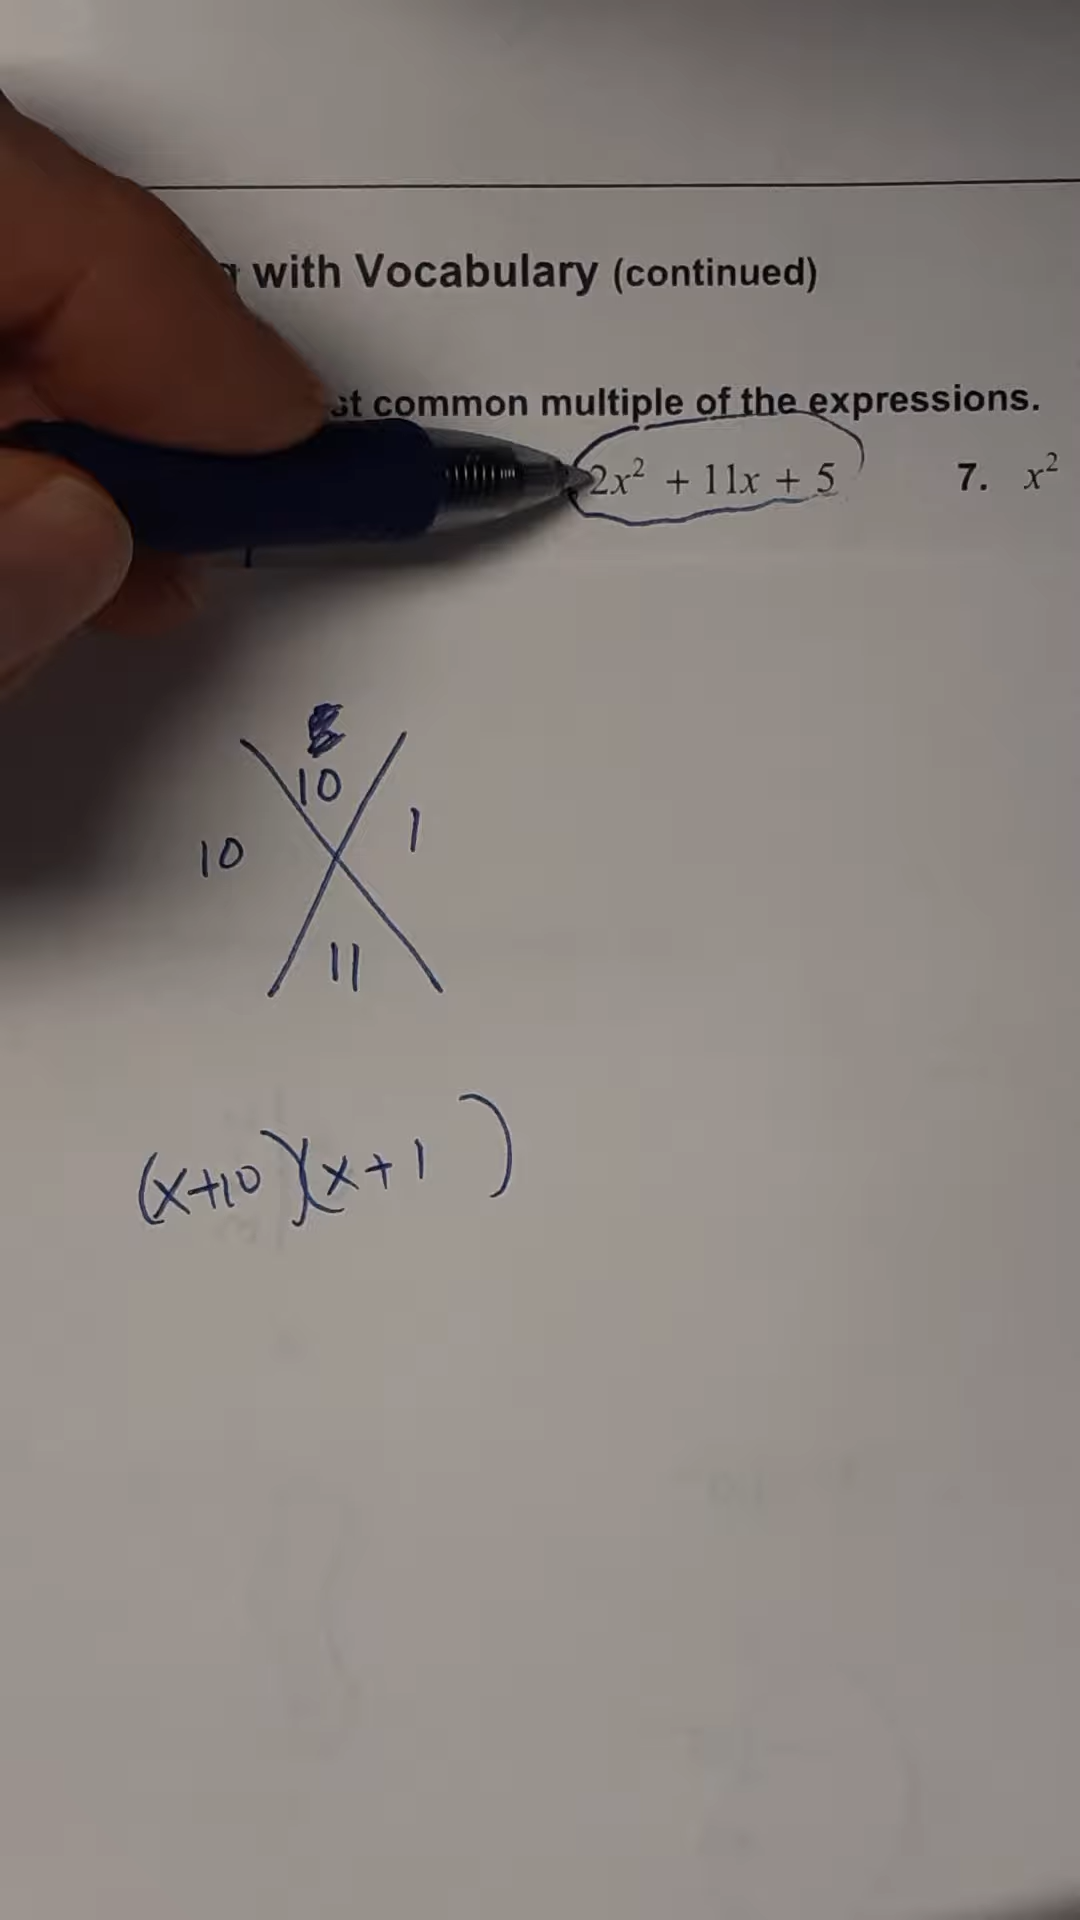 with Vocabulary (continued)
common multiple of the expressions.
2x² + 11x + 5
7. x²
10
10 1
11
(x+10)(x+1)